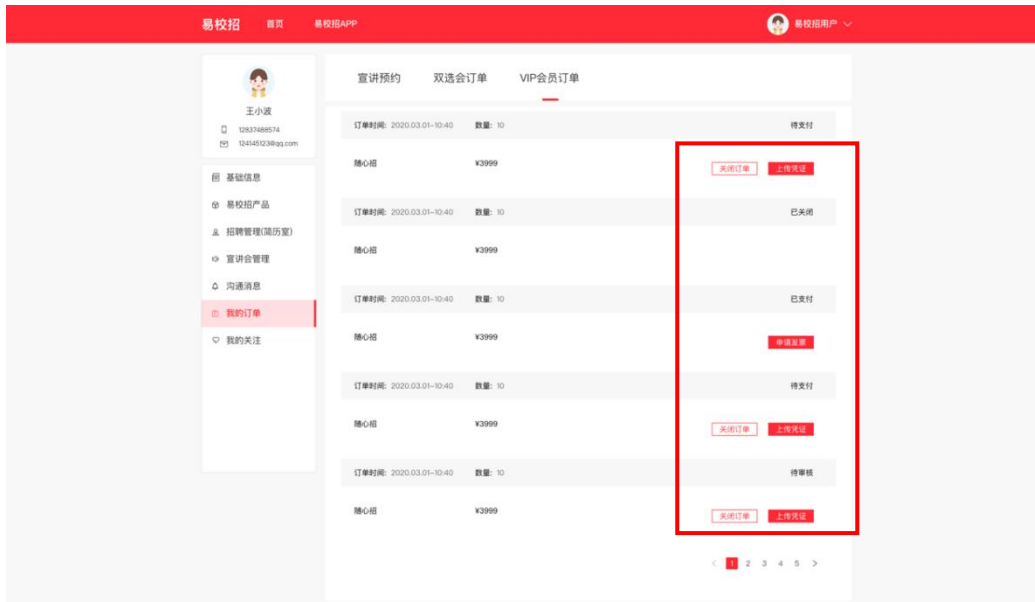 易校招 首页 易校招APP 易校招用户
王小波
12837488574
124145123@qq.com
基础信息
易校招产品
招聘管理(简历室)
宣讲会管理
沟通消息
我的订单
我的关注
宣讲预约 双选会订单 VIP会员订单
订单时间: 2020.03.01-10:40 数量: 10 待支付
随心招 ¥3999 关闭订单 上传凭证
订单时间: 2020.03.01-10:40 数量: 10 已关闭
随心招 ¥3999
订单时间: 2020.03.01-10:40 数量: 10 已支付
随心招 ¥3999 申请发票
订单时间: 2020.03.01-10:40 数量: 10 待支付
随心招 ¥3999 关闭订单 上传凭证
订单时间: 2020.03.01-10:40 数量: 10 待审核
随心招 ¥3999 关闭订单 上传凭证
< 1 2 3 4 5 >